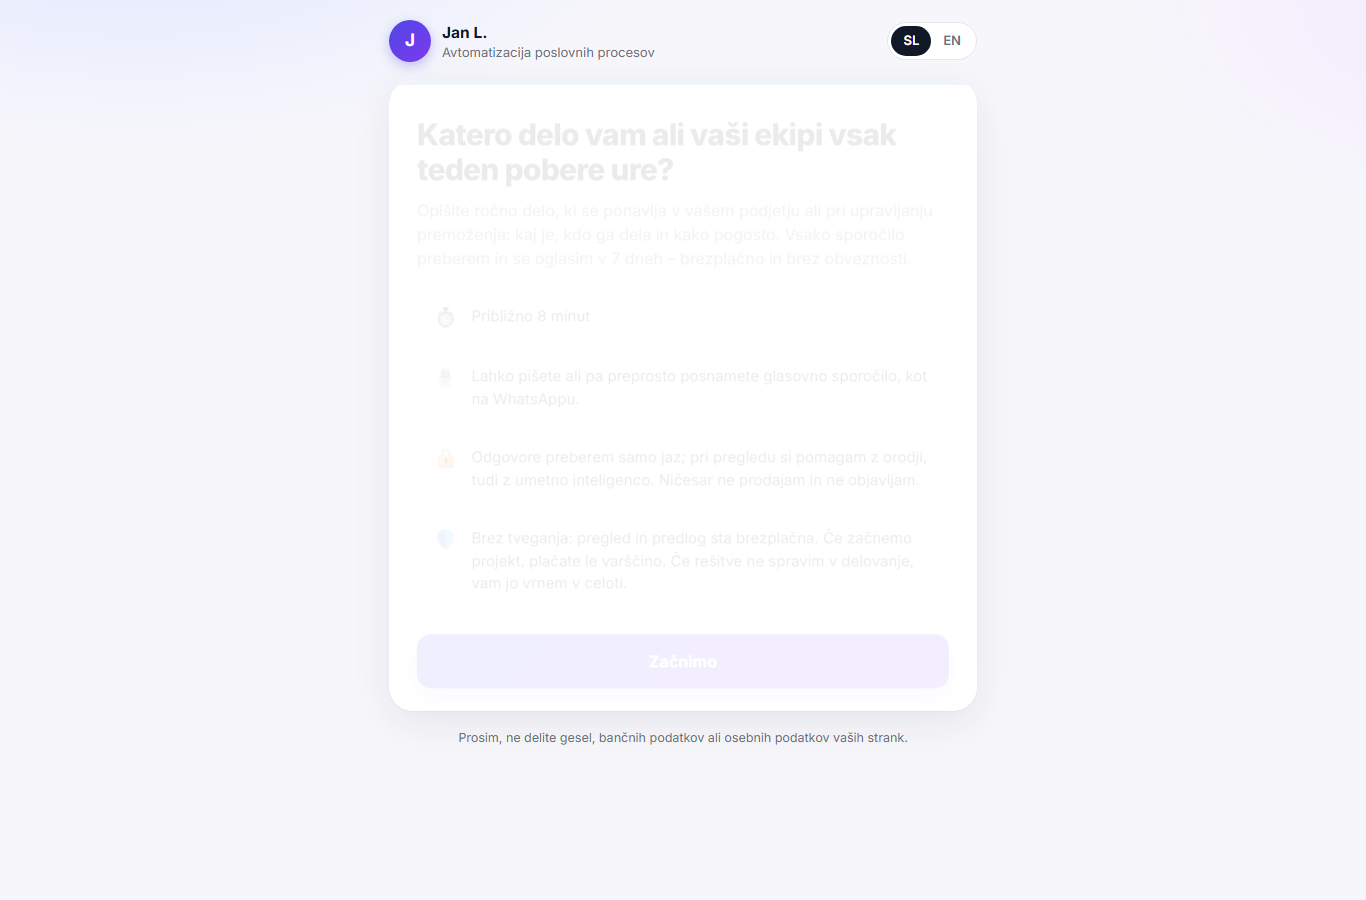 J
Jan L.
Avtomatizacija poslovnih procesov
SL EN
Katero delo vam ali vaši ekipi vsak
teden pobere ure?
Opišite ročno delo, ki se ponavlja v vašem podjetju ali pri upravljanju
premoženja: kaj je, kdo ga dela in kako pogosto. Vsako sporočilo
preberem in se oglasim v 7 dneh – brezplačno in brez obveznosti.
Približno 8 minut
Lahko pišete ali pa preprosto posnamete glasovno sporočilo, kot
na WhatsAppu.
Odgovore preberem samo jaz; pri pregledu si pomagam z orodji,
tudi z umetno inteligenco. Ničesar ne prodajam in ne objavljam.
Brez tveganja: pregled in predlog sta brezplačna. Če začnemo
projekt, plačate le varščino. Če rešitve ne spravim v delovanje,
vam jo vrnem v celoti.
Začnimo
Prosim, ne delite gesel, bančnih podatkov ali osebnih podatkov vaših strank.